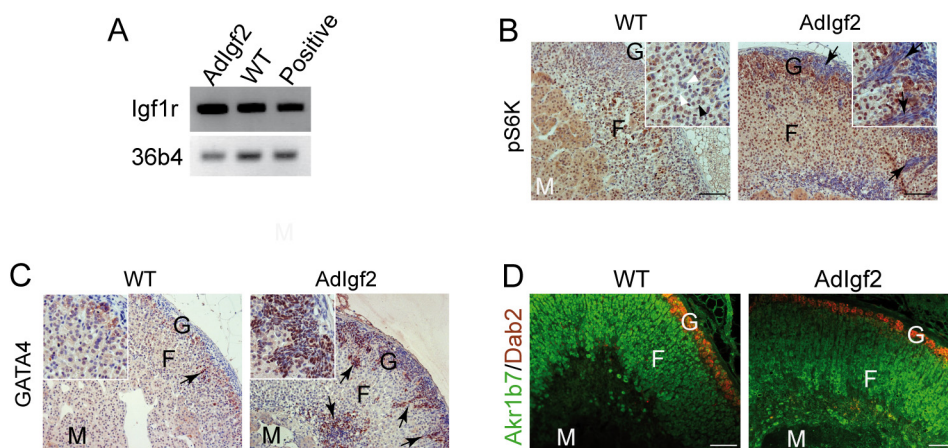 A
AdIgf2 WT Positive
Igf1r
36b4
M
B
WT AdIgf2
pS6K
G
F
M
G
F
C
WT AdIgf2
GATA4
G
F
M
G
F
M
D
WT AdIgf2
Akr1b7/Dab2
G
F
M
G
F
M